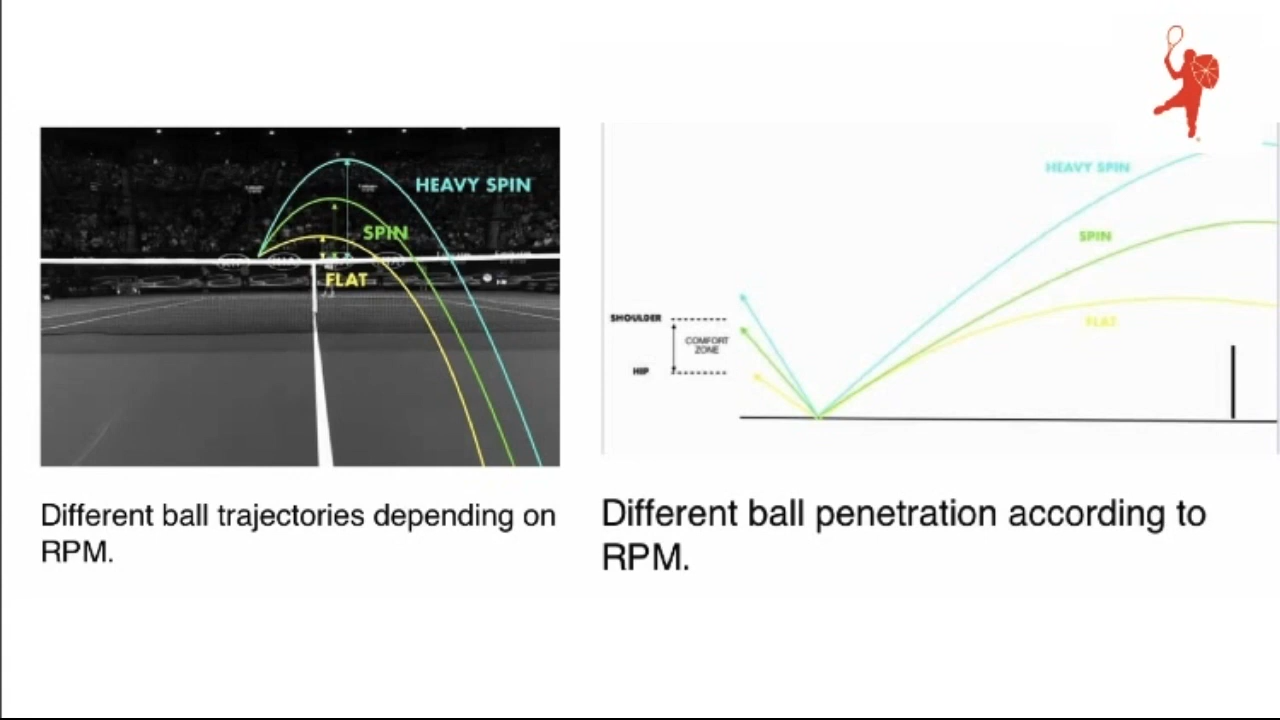 HEAVY SPIN
SPIN
FLAT
Different ball trajectories depending on
RPM.
HEAVY SPIN
SPIN
FLAT
SHOULDER
COMFORT
ZONE
HIP
Different ball penetration according to
RPM.